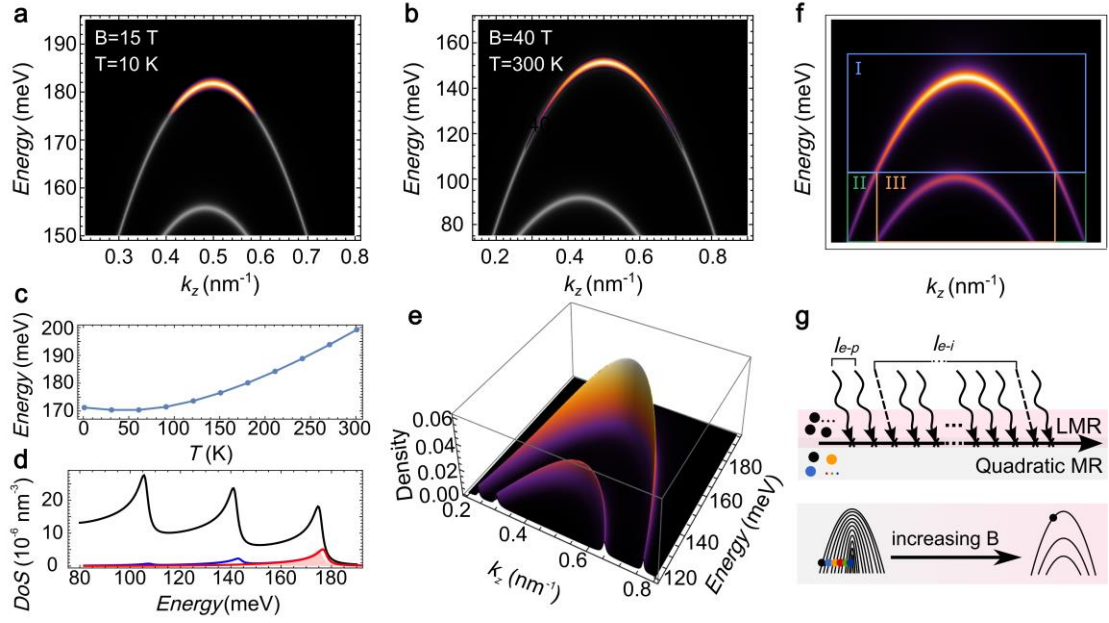 a
B=15 T
T=10 K
Energy (meV)
190
180
170
160
150
0.3 0.4 0.5 0.6 0.7 0.8
kz (nm-1)
b
B=40 T
T=300 K
Energy (meV)
160
140
120
100
80
0.2 0.4 0.6 0.8
kz (nm-1)
f
Energy (meV)
I
II
III
kz (nm-1)
c
Energy (meV)
200
190
180
170
0 50 100 150 200 250 300
T (K)
d
DoS (10-6 nm-3)
20
10
0
80 100 120 140 160 180
Energy (meV)
e
Density
0.06
0.04
0.02
0.00
0.2
0.4
0.6
0.8
kz (nm-1)
120
140
160
180
Energy (meV)
g
le-p
le-i
LMR
Quadratic MR
increasing B